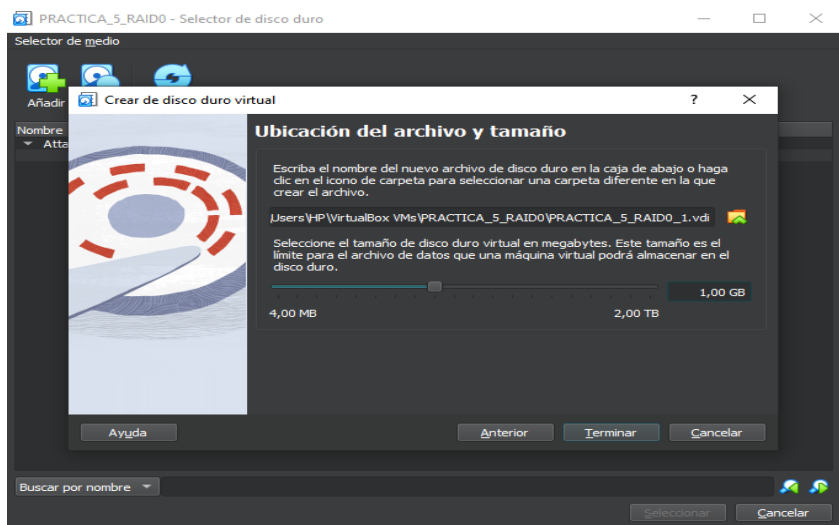 PRACTICA_5_RAID0 - Selector de disco duro
Selector de medio
Añadir
Crear de disco duro virtual
Nombre
Atta
Ubicación del archivo y tamaño
Escriba el nombre del nuevo archivo de disco duro en la caja de abajo o haga
clic en el icono de carpeta para seleccionar una carpeta diferente en la que
crear el archivo.
Users\HP\VirtualBox VMs\PRACTICA_5_RAID0\PRACTICA_5_RAID0_1.vdi
Seleccione el tamaño de disco duro virtual en megabytes. Este tamaño es el
límite para el archivo de datos que una máquina virtual podrá almacenar en el
disco duro.
1,00 GB
4,00 MB 2,00 TB
Ayuda Anterior Terminar Cancelar
Buscar por nombre
Seleccionar Cancelar